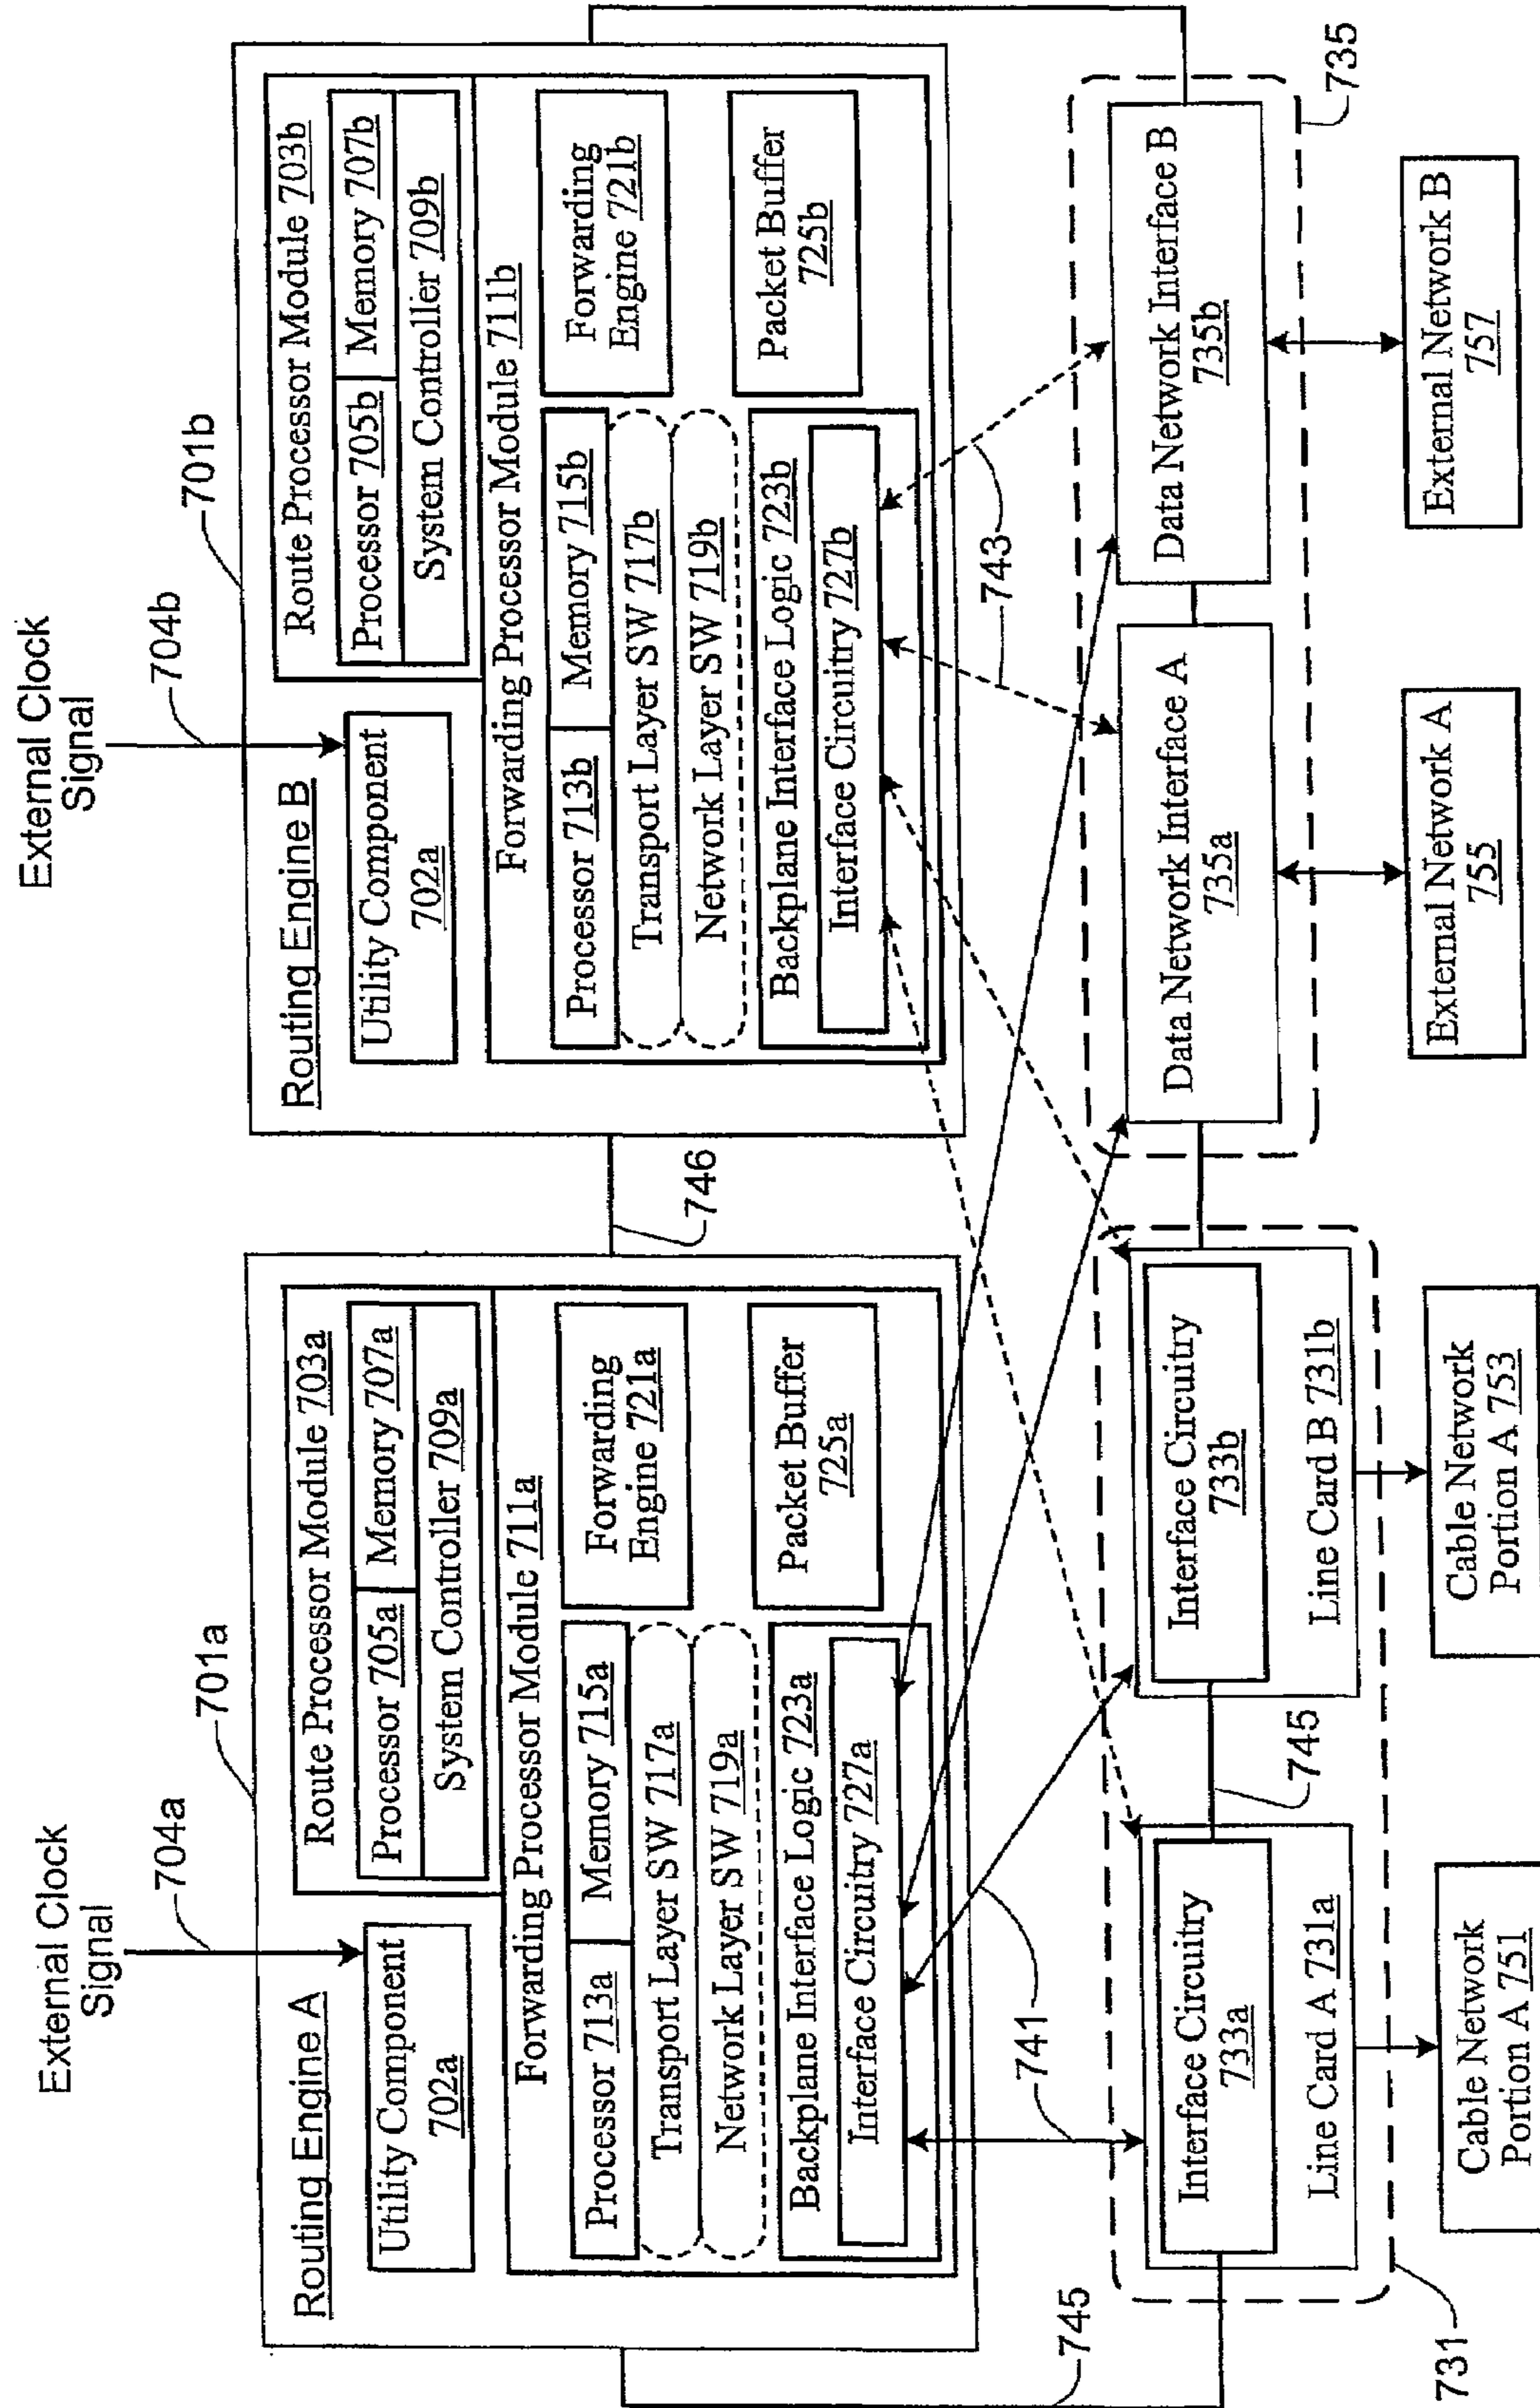 External Clock
Signal
704a
701a
Routing Engine A
Utility Component
702a
Route Processor Module 703a
Processor 705a
Memory 707a
System Controller 709a
Forwarding Processor Module 711a
Processor 713a
Memory 715a
Transport Layer SW 717a
Network Layer SW 719a
Backplane Interface Logic 723a
Interface Circuitry 727a
Forwarding
Engine 721a
Packet Buffer
725a
746
External Clock
Signal
704b
701b
Routing Engine B
Utility Component
702a
Route Processor Module 703b
Processor 705b
Memory 707b
System Controller 709b
Forwarding Processor Module 711b
Processor 713b
Memory 715b
Transport Layer SW 717b
Network Layer SW 719b
Backplane Interface Logic 723b
Interface Circuitry 727b
Forwarding
Engine 721b
Packet Buffer
725b
741
743
745
Interface Circuitry
733a
Line Card A 731a
745
Interface Circuitry
733b
Line Card B 731b
731
Data Network Interface A
735a
Data Network Interface B
735b
735
Cable Network
Portion A 751
Cable Network
Portion A 753
External Network A
755
External Network B
757